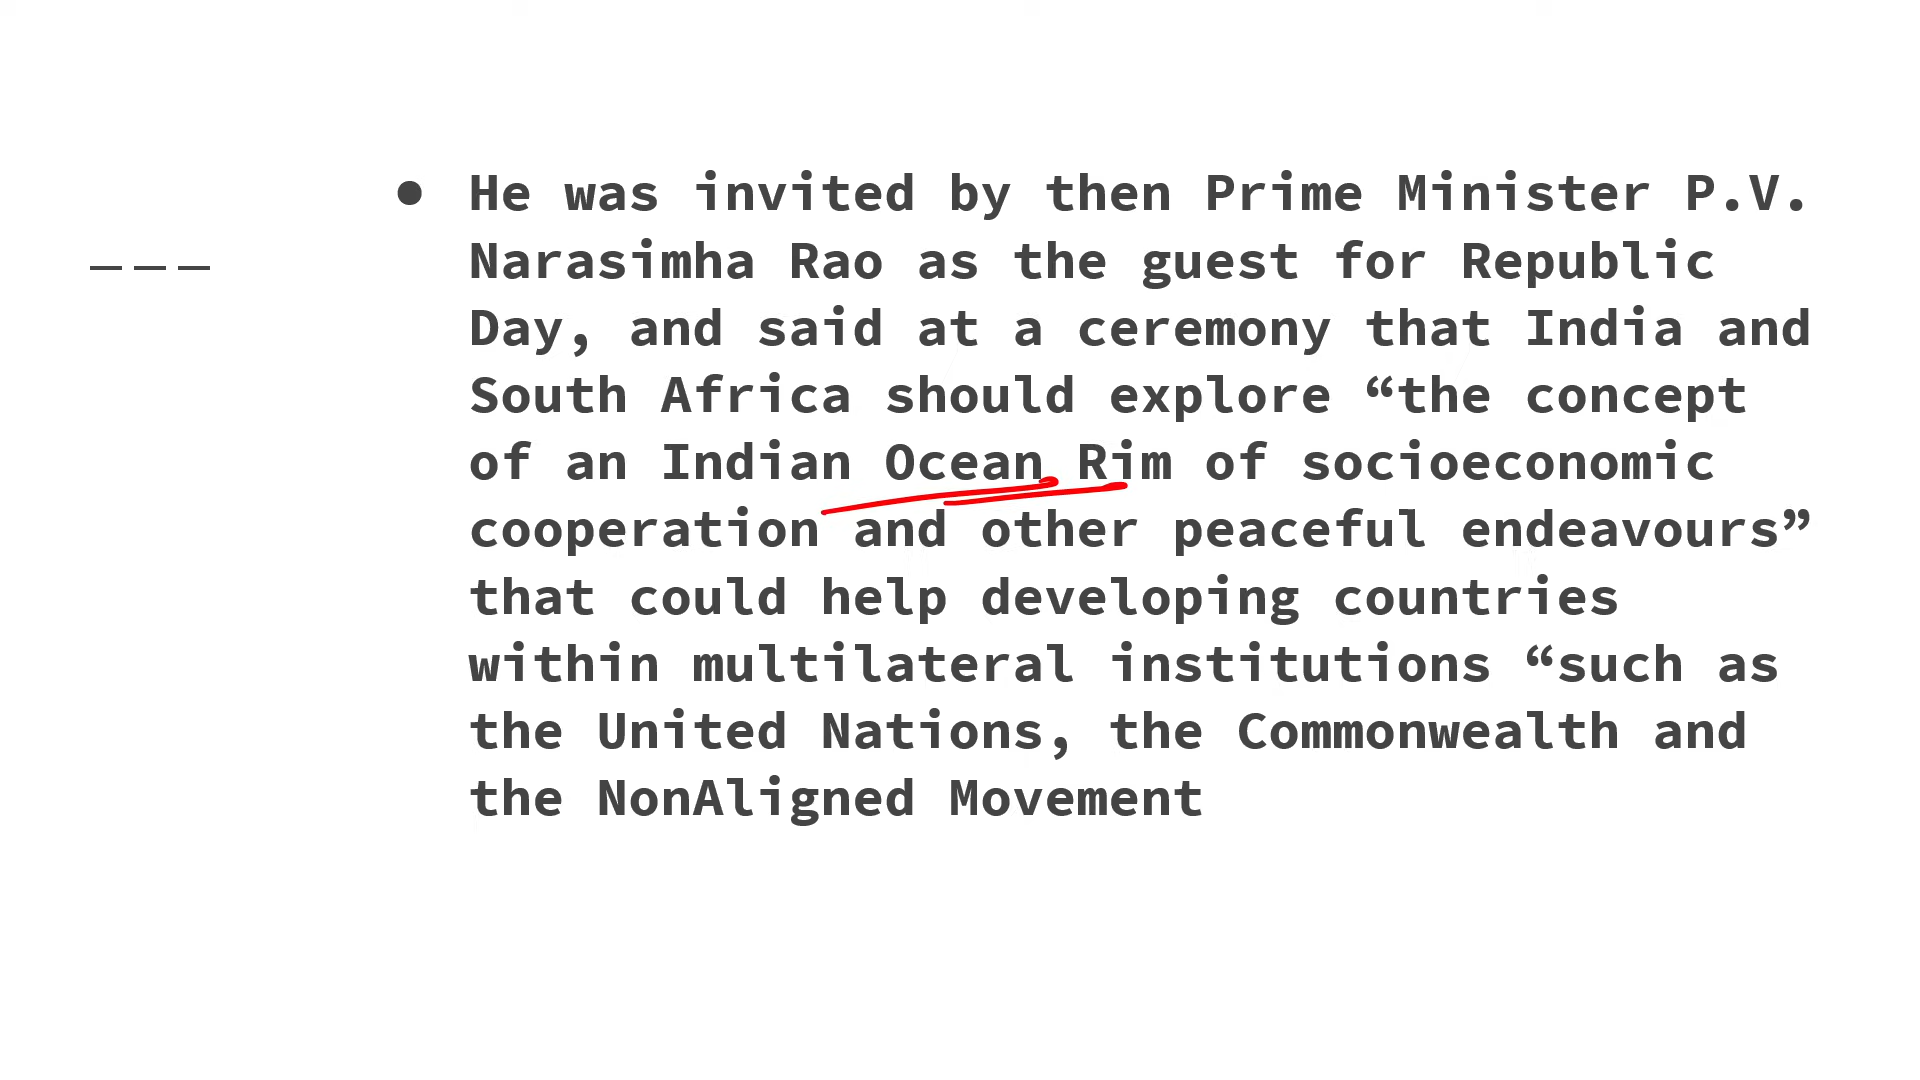 ● He was invited by then Prime Minister P.V.
Narasimha Rao as the guest for Republic
Day, and said at a ceremony that India and
South Africa should explore “the concept
of an Indian Ocean Rim of socioeconomic
cooperation and other peaceful endeavours”
that could help developing countries
within multilateral institutions “such as
the United Nations, the Commonwealth and
the NonAligned Movement